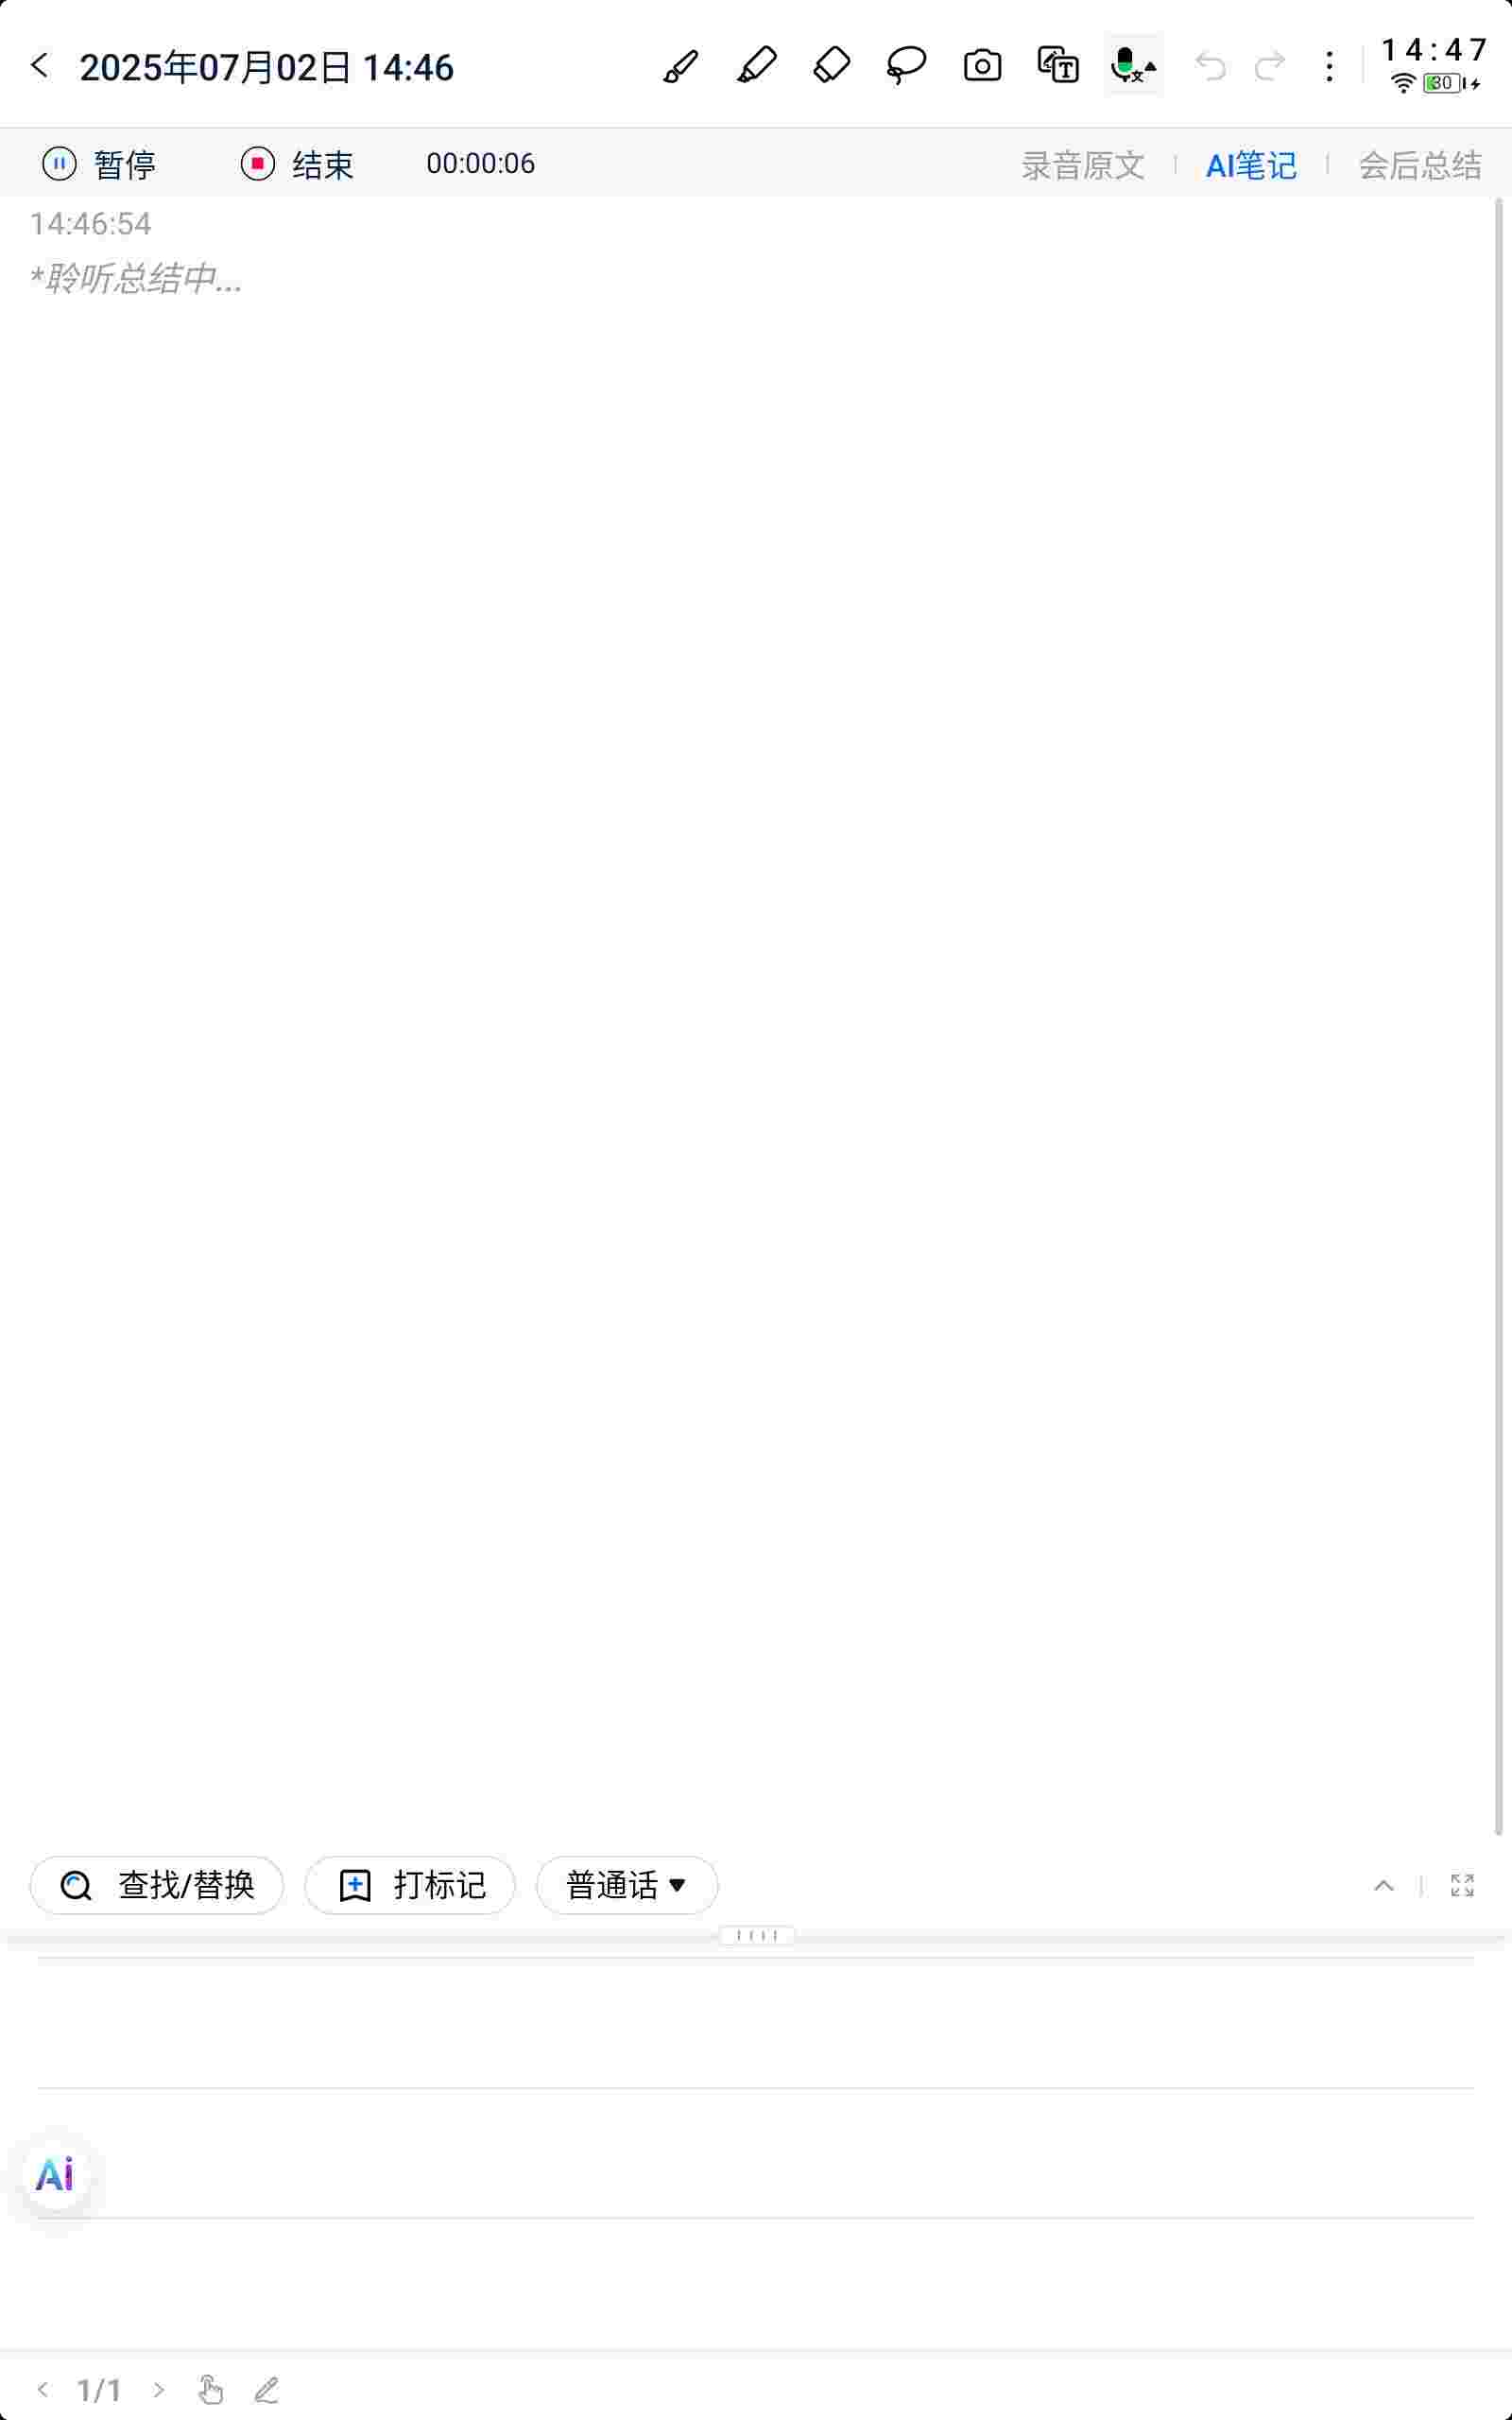 2025年07月02日 14:46
14:47
30
暂停 结束 00:00:06 录音原文 AI笔记 会后总结
14:46:54
*聆听总结中...
查找/替换 打标记 普通话
Ai
1/1